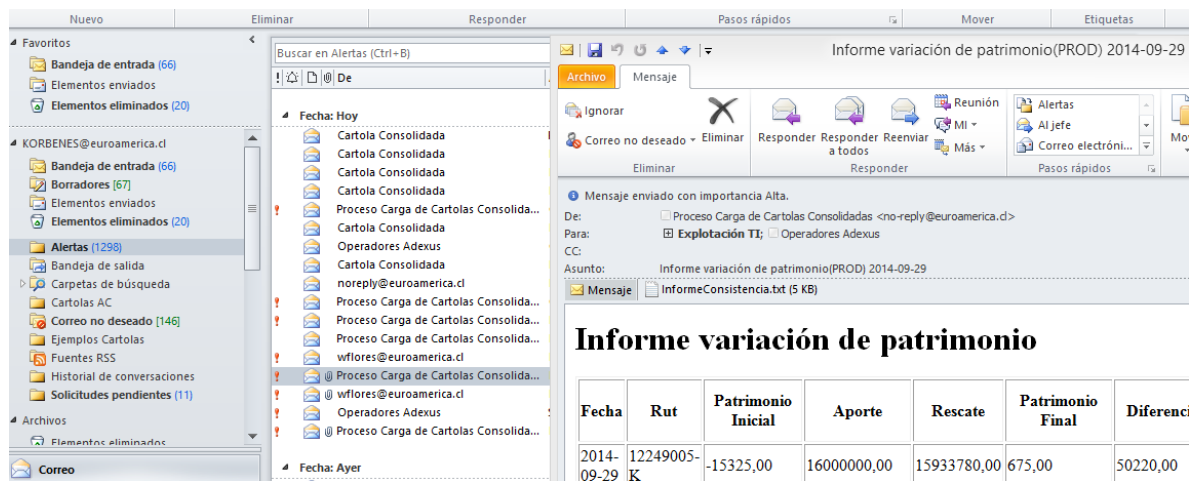 Nuevo Eliminar Responder Pasos rápidos Mover Etiquetas
Favoritos
Bandeja de entrada (66)
Elementos enviados
Elementos eliminados (20)
KORBENES@euroamerica.cl
Bandeja de entrada (66)
Borradores [67]
Elementos enviados
Elementos eliminados (20)
Alertas (1298)
Bandeja de salida
Carpetas de búsqueda
Cartolas AC
Correo no deseado [146]
Ejemplos Cartolas
Fuentes RSS
Historial de conversaciones
Solicitudes pendientes (11)
Archivos
Elementos eliminados
Correo
Buscar en Alertas (Ctrl+B)
De
Fecha: Hoy
Cartola Consolidada
Cartola Consolidada
Cartola Consolidada
Cartola Consolidada
Proceso Carga de Cartolas Consolida...
Cartola Consolidada
Operadores Adexus
Cartola Consolidada
noreply@euroamerica.cl
Proceso Carga de Cartolas Consolida...
Proceso Carga de Cartolas Consolida...
Proceso Carga de Cartolas Consolida...
wflores@euroamerica.cl
Proceso Carga de Cartolas Consolida...
wflores@euroamerica.cl
Operadores Adexus
Proceso Carga de Cartolas Consolida...
Fecha: Ayer
Informe variación de patrimonio(PROD) 2014-09-29
Archivo Mensaje
Ignorar
Correo no deseado
Eliminar
Eliminar
Responder
Responder a todos
Reenviar
Reunión
MI
Más
Responder
Alertas
Al jefe
Correo electróni...
Pasos rápidos
Mensaje enviado con importancia Alta.
De: Proceso Carga de Cartolas Consolidadas <no-reply@euroamerica.cl>
Para: Explotación TI; Operadores Adexus
CC:
Asunto: Informe variación de patrimonio(PROD) 2014-09-29
Mensaje InformeConsistencia.txt (5 KB)
Informe variación de patrimonio
Fecha Rut Patrimonio Inicial Aporte Rescate Patrimonio Final Diferenci
2014-09-29 12249005-K -15325,00 16000000,00 15933780,00 675,00 50220,00